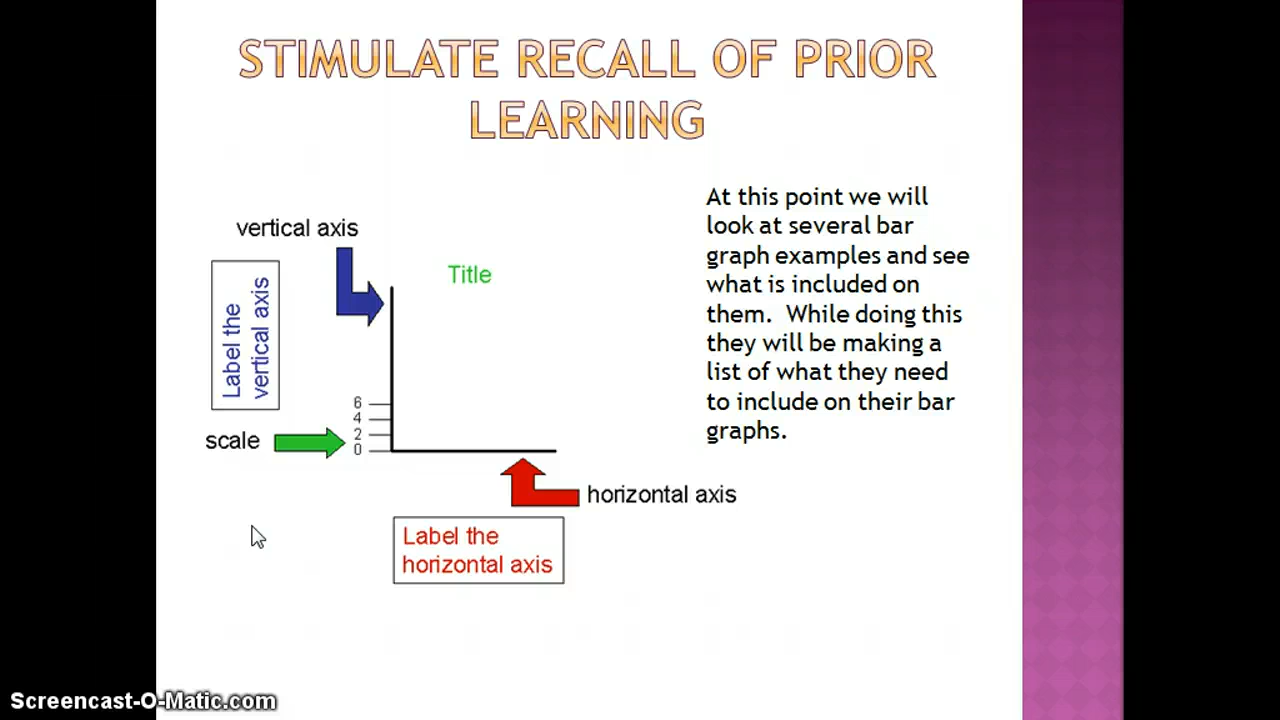 STIMULATE RECALL OF PRIOR
LEARNING
vertical axis
Title
Label the
vertical axis
6
4
2
0
scale
horizontal axis
Label the
horizontal axis
At this point we will
look at several bar
graph examples and see
what is included on
them.  While doing this
they will be making a
list of what they need
to include on their bar
graphs.
Screencast-O-Matic.com